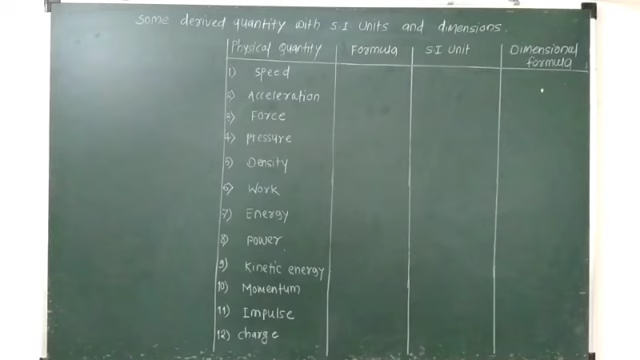 Some derived quantity with S.I Units and dimensions.
Physical Quantity Formula S.I Unit Dimensional formula
1) Speed
2) Acceleration
3) Force
4) Pressure
5) Density
6) Work
7) Energy
8) Power
9) Kinetic energy
10) Momentum
11) Impulse
12) Charge